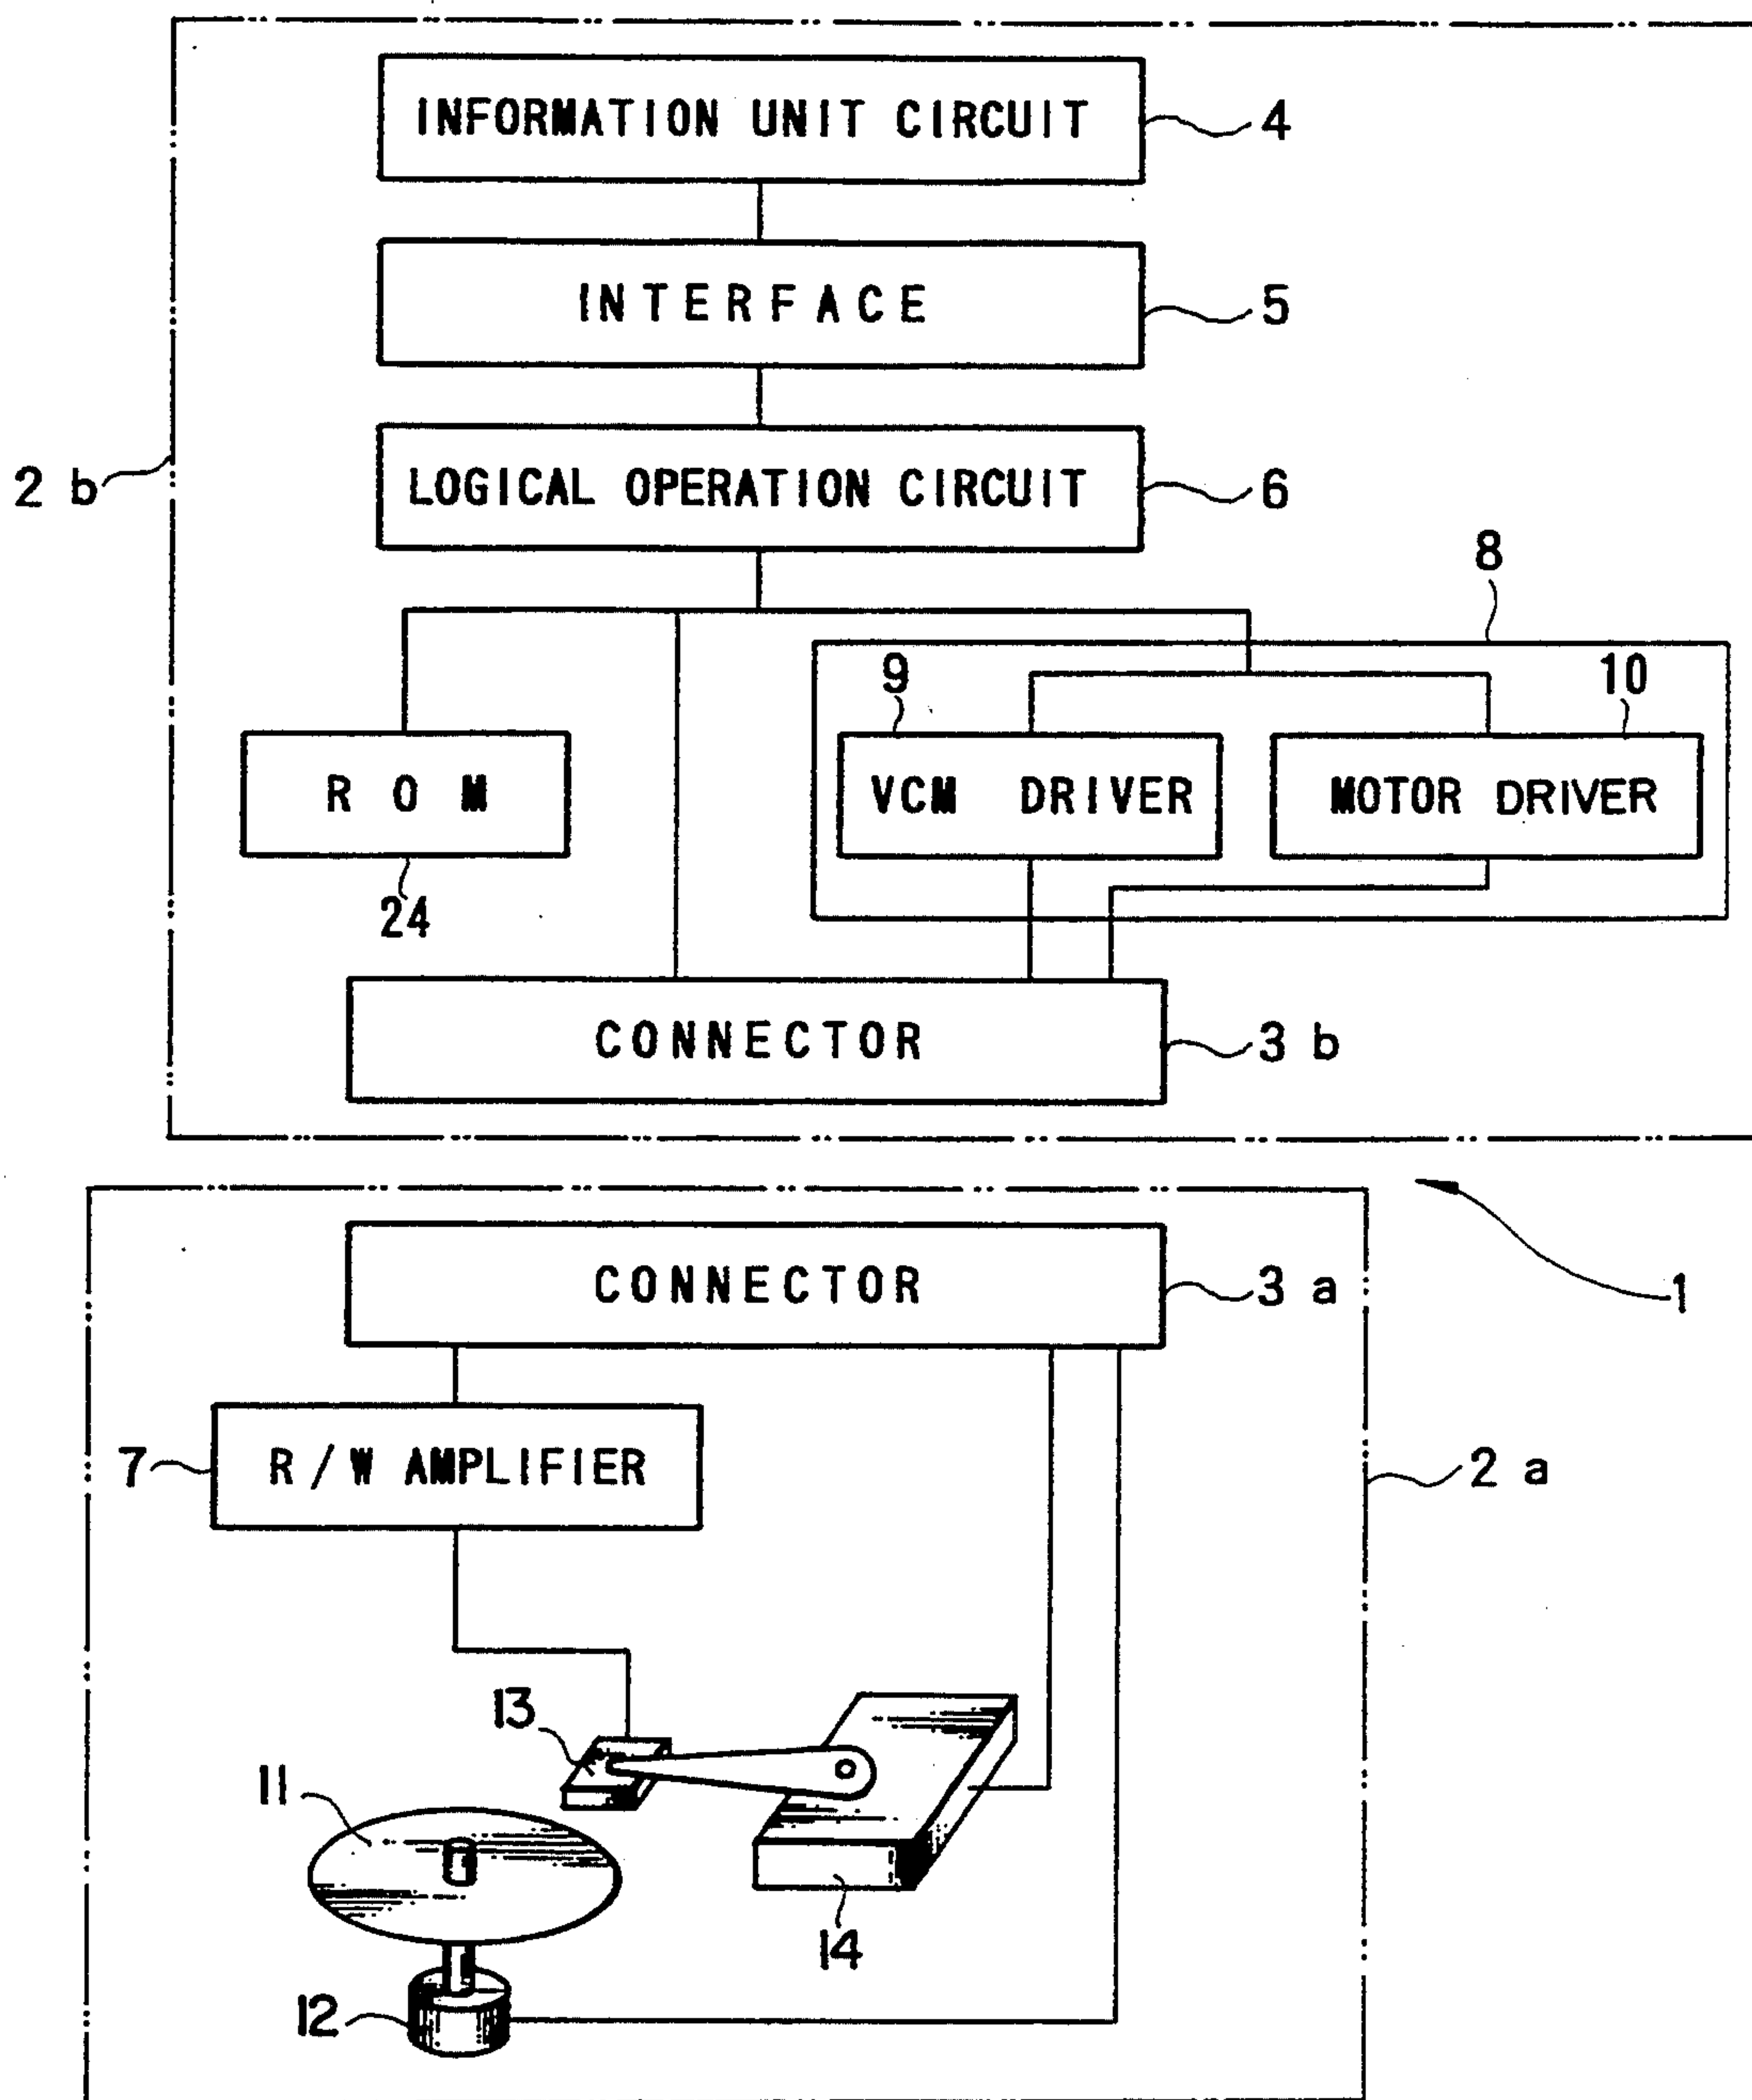 INFORMATION UNIT CIRCUIT 4
INTERFACE 5
2 b LOGICAL OPERATION CIRCUIT 6
8
9 10
ROM VCM DRIVER MOTOR DRIVER
24
CONNECTOR 3 b
CONNECTOR 3 a 1
7 R/W AMPLIFIER 2 a
13
11
14
12